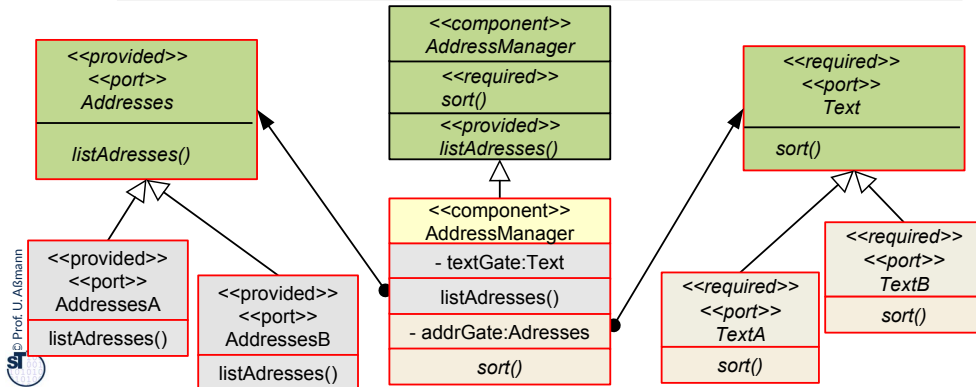 <<provided>>
<<port>>
Addresses
listAdresses()
<<provided>>
<<port>>
AddressesA
listAdresses()
<<provided>>
<<port>>
AddressesB
listAdresses()
<<component>>
AddressManager
<<required>>
sort()
<<provided>>
listAdresses()
<<component>>
AddressManager
- textGate:Text
listAdresses()
- addrGate:Adresses
sort()
<<required>>
<<port>>
Text
sort()
<<required>>
<<port>>
TextA
sort()
<<required>>
<<port>>
TextB
sort()
© Prof. U. Aßmann
ST